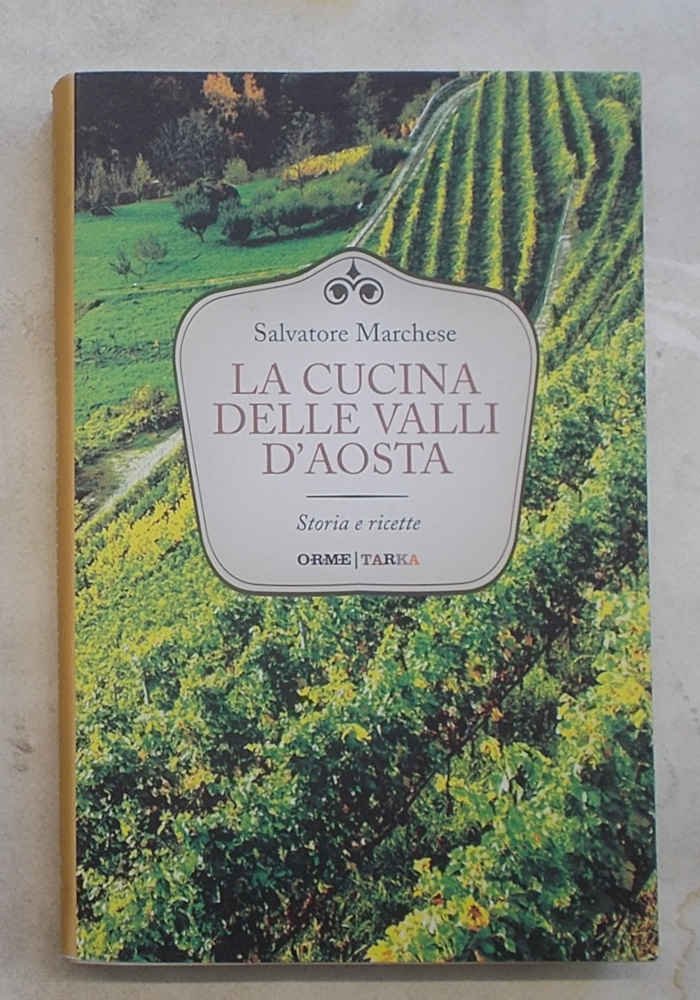 Salvatore Marchese
LA CUCINA
DELLE VALLI
D'AOSTA
Storia e ricette
ORME | TARKA